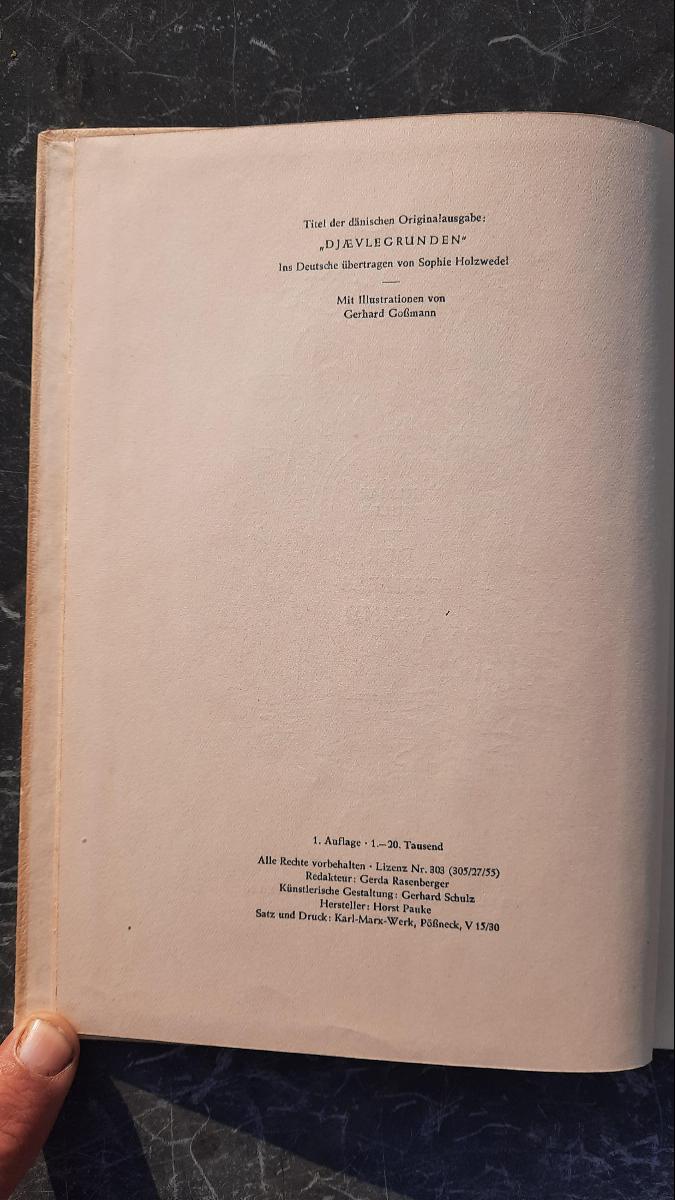 Titel der dänischen Originalausgabe:
„DJÆVLEGRUNDEN“
Ins Deutsche übertragen von Sophie Holzwedel
Mit Illustrationen von
Gerhard Goßmann
1. Auflage · 1.—20. Tausend
Alle Rechte vorbehalten · Lizenz Nr. 303 (305/27/55)
Redakteur: Gerda Rasenberger
Künstlerische Gestaltung: Gerhard Schulz
Hersteller: Horst Pauke
Satz und Druck: Karl-Marx-Werk, Pößneck, V 15/30